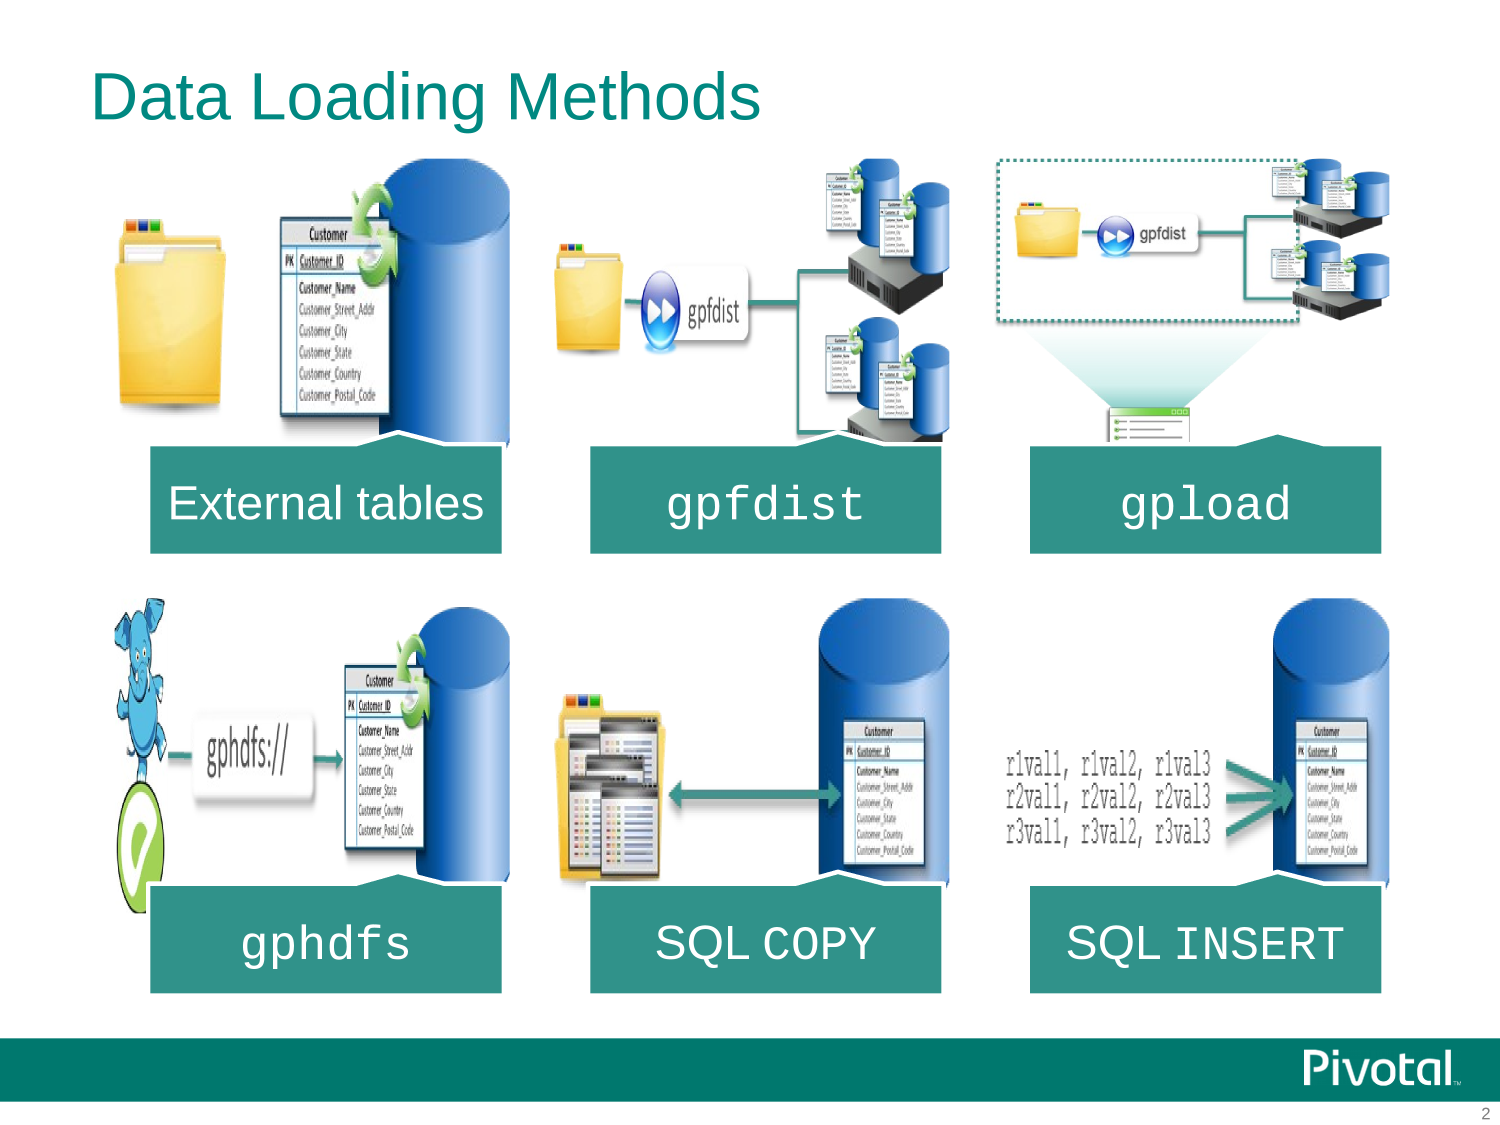 Data Loading Methods
Customer
PK Customer_ID
Customer_Name
Customer_Street_Addr
Customer_City
Customer_State
Customer_Country
Customer_Postal_Code
External tables
gpfdist
gpfdist
gpfdist
gpload
gphdfs://
Customer
PK Customer_ID
Customer_Name
Customer_Street_Addr
Customer_City
Customer_State
Customer_Country
Customer_Postal_Code
gphdfs
Customer
PK Customer_ID
Customer_Name
Customer_Street_Addr
Customer_City
Customer_State
Customer_Country
Customer_Postal_Code
SQL COPY
r1val1, r1val2, r1val3
r2val1, r2val2, r2val3
r3val1, r3val2, r3val3
Customer
PK Customer_ID
Customer_Name
Customer_Street_Addr
Customer_City
Customer_State
Customer_Country
Customer_Postal_Code
SQL INSERT
Pivotal™
2